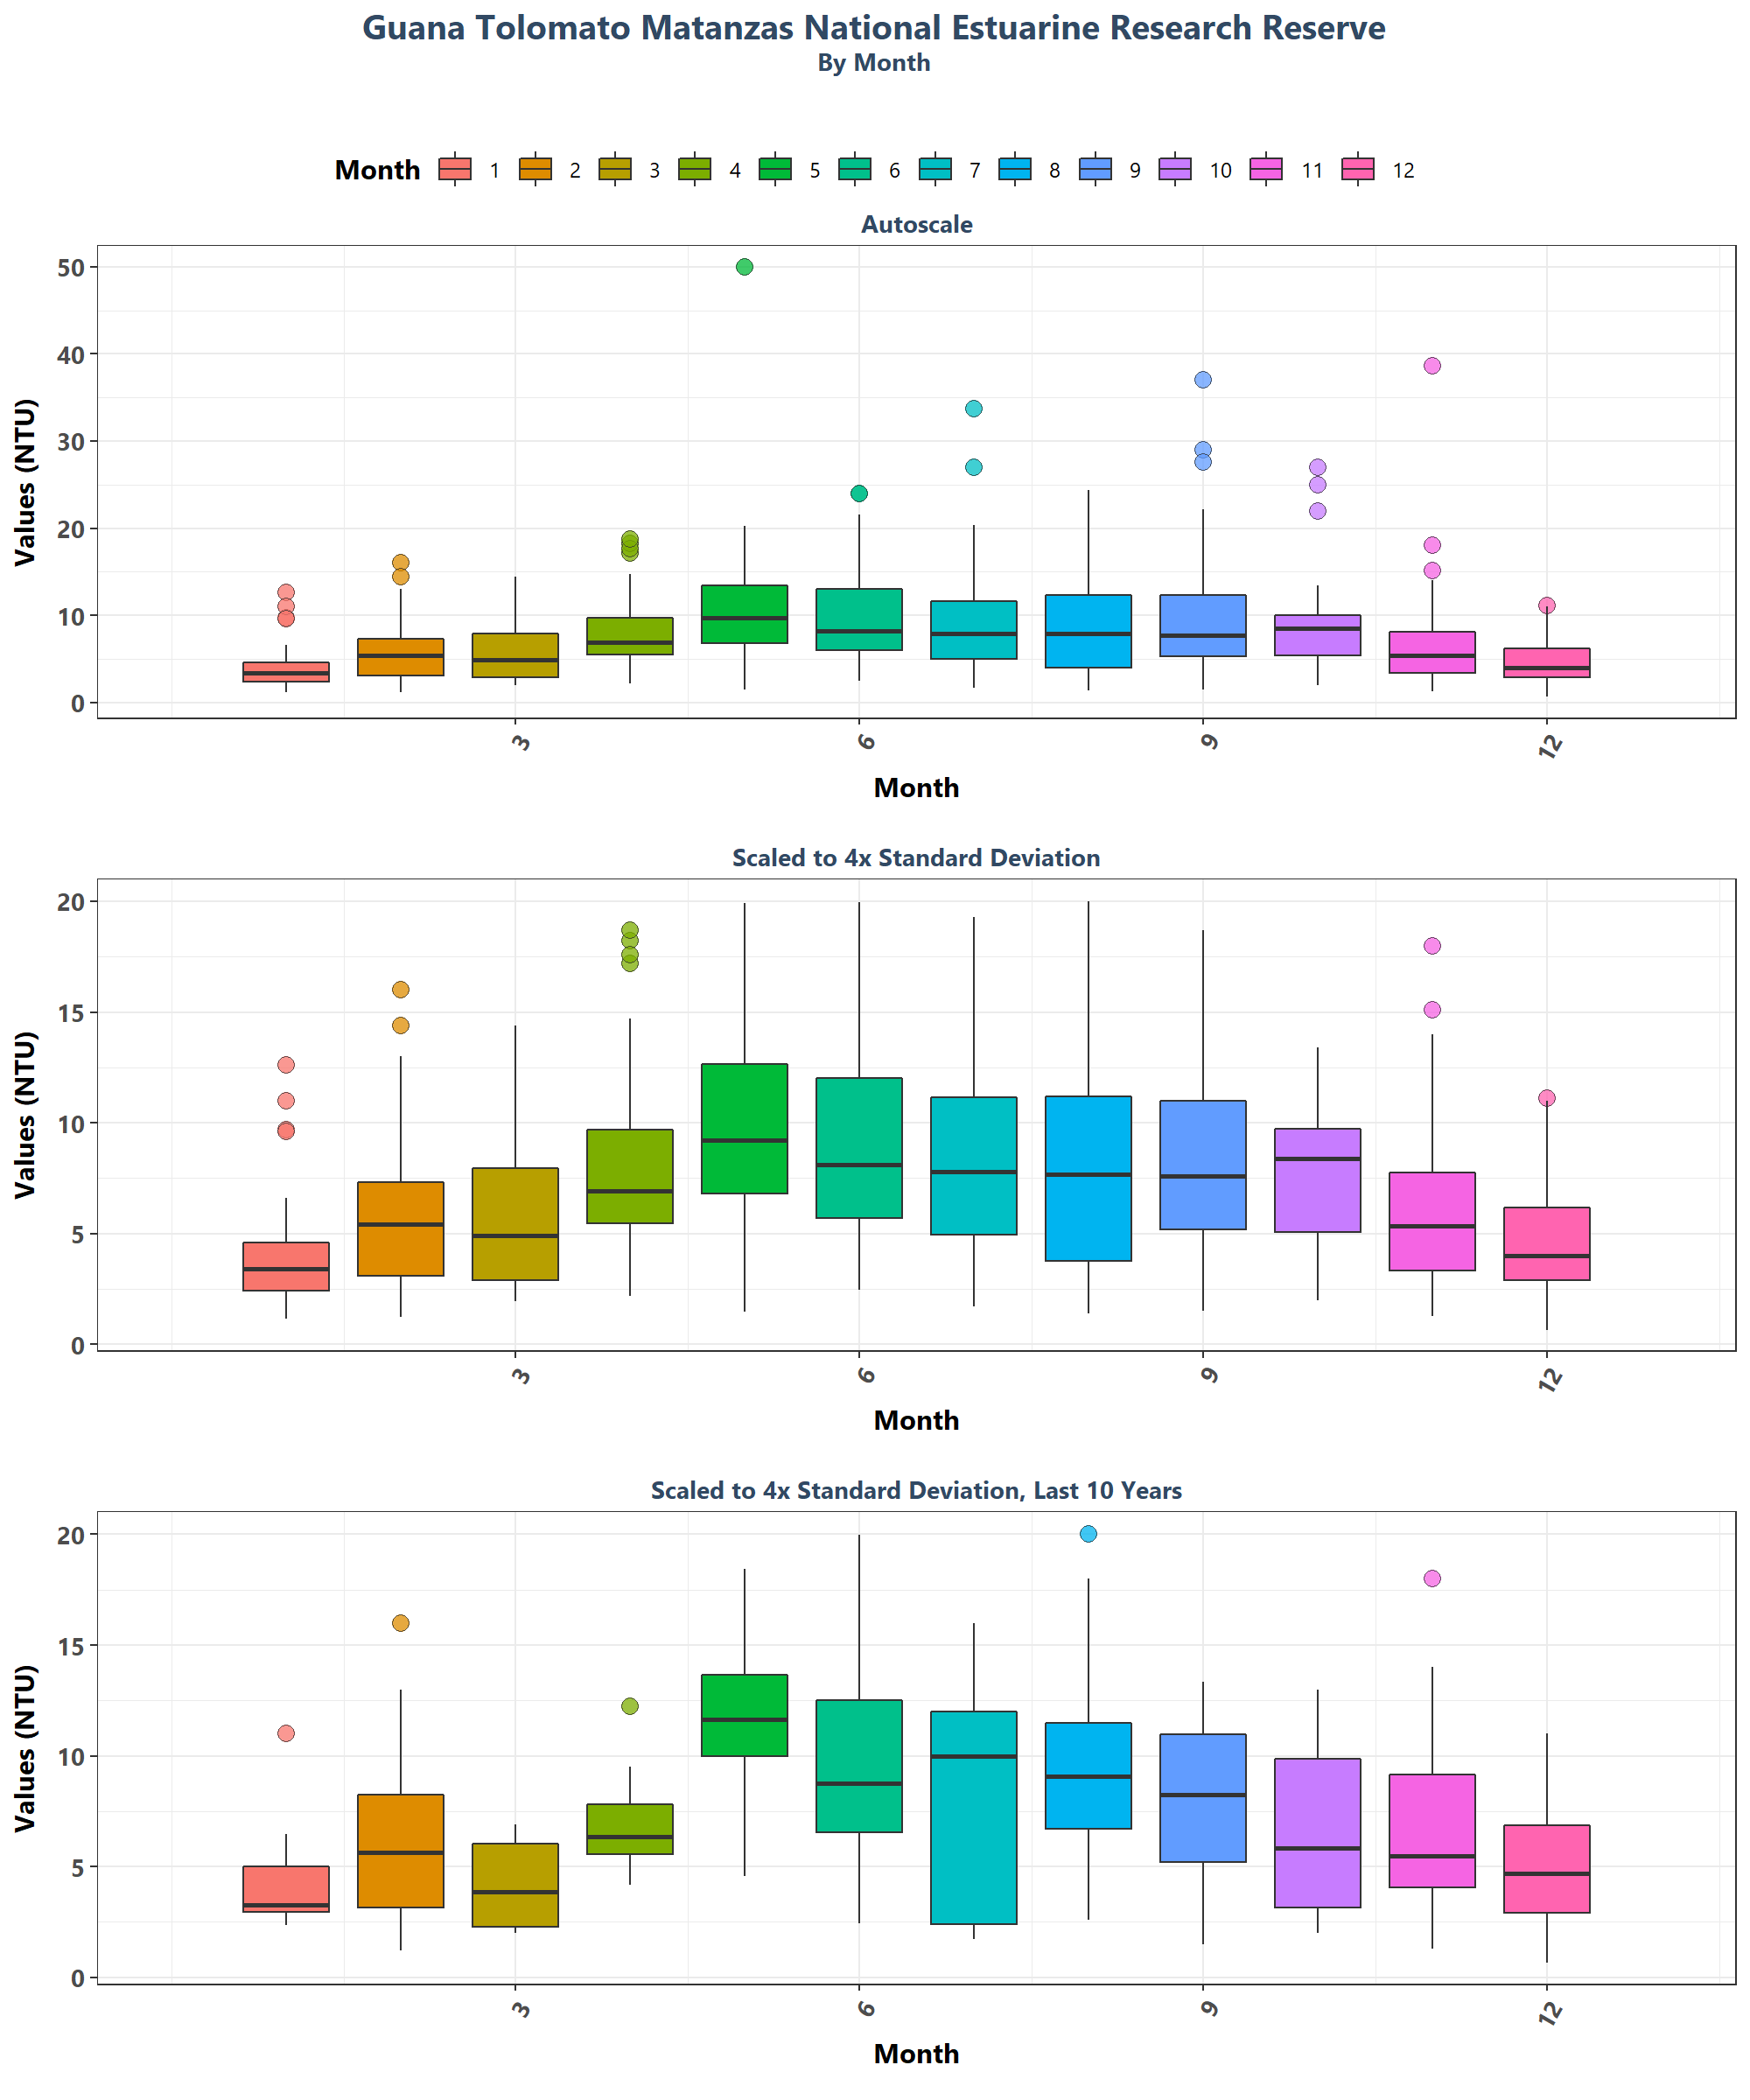 Guana Tolomato Matanzas National Estuarine Research Reserve
By Month
Month 1 2 3 4 5 6 7 8 9 10 11 12
Autoscale
Values (NTU)
50
40
30
20
10
0
3 6 9 12
Month
Scaled to 4x Standard Deviation
Values (NTU)
20
15
10
5
0
3 6 9 12
Month
Scaled to 4x Standard Deviation, Last 10 Years
Values (NTU)
20
15
10
5
0
3 6 9 12
Month